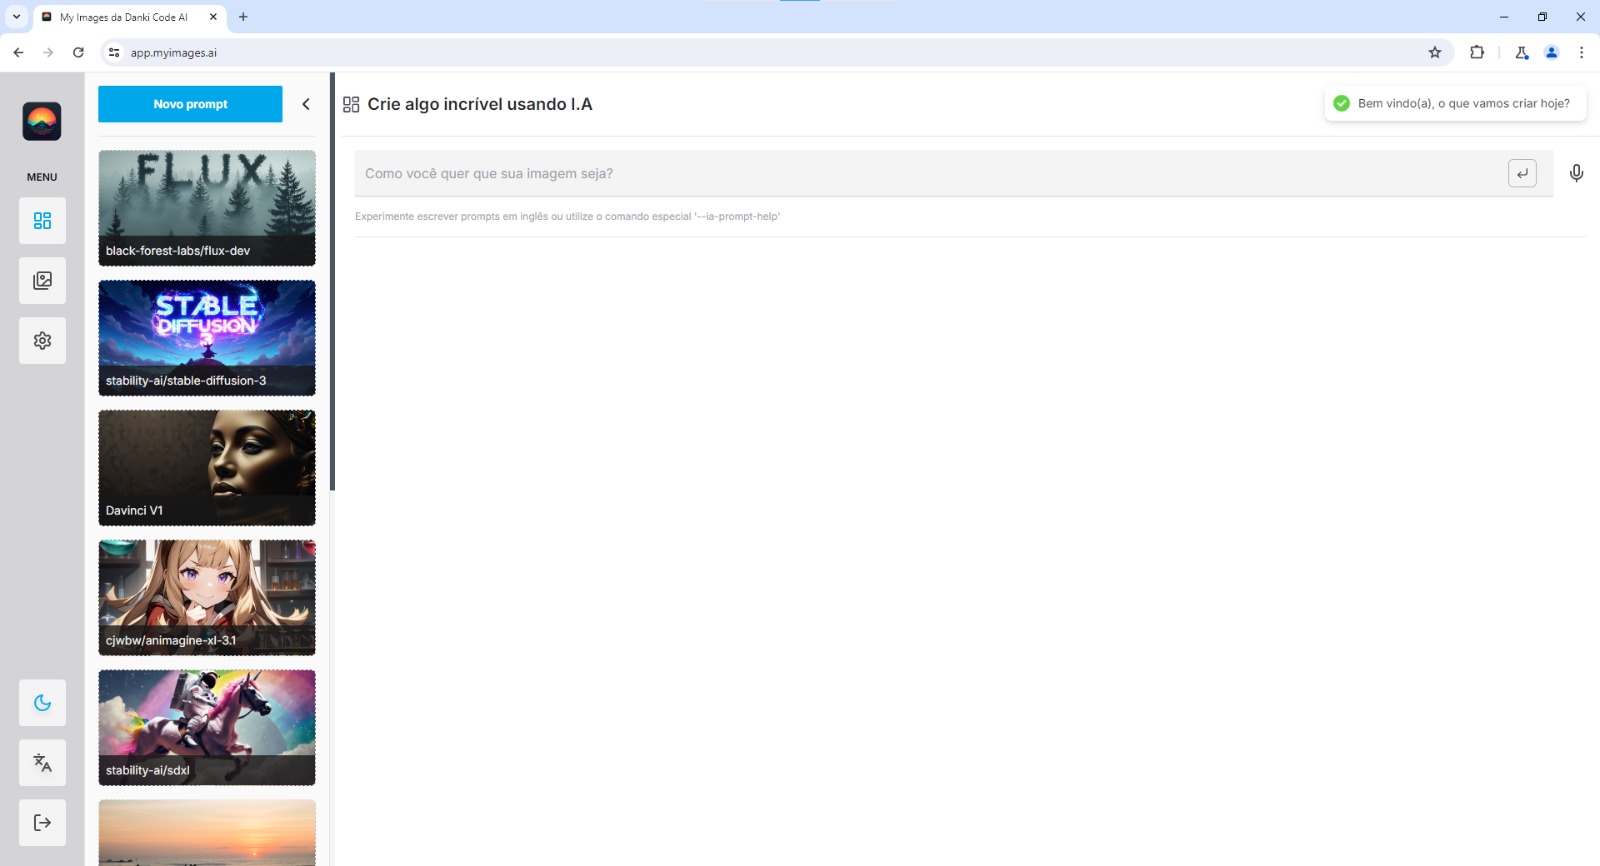 My Images da Danki Code AI
app.myimages.ai
Novo prompt
Crie algo incrível usando I.A
Bem vindo(a), o que vamos criar hoje?
MENU
Como você quer que sua imagem seja?
Experimente escrever prompts em inglês ou utilize o comando especial '--ia-prompt-help'
FLUX
black-forest-labs/flux-dev
STABLE
DIFFUSION
3
stability-ai/stable-diffusion-3
Davinci V1
cjwbw/animagine-xl-3.1
stability-ai/sdxl